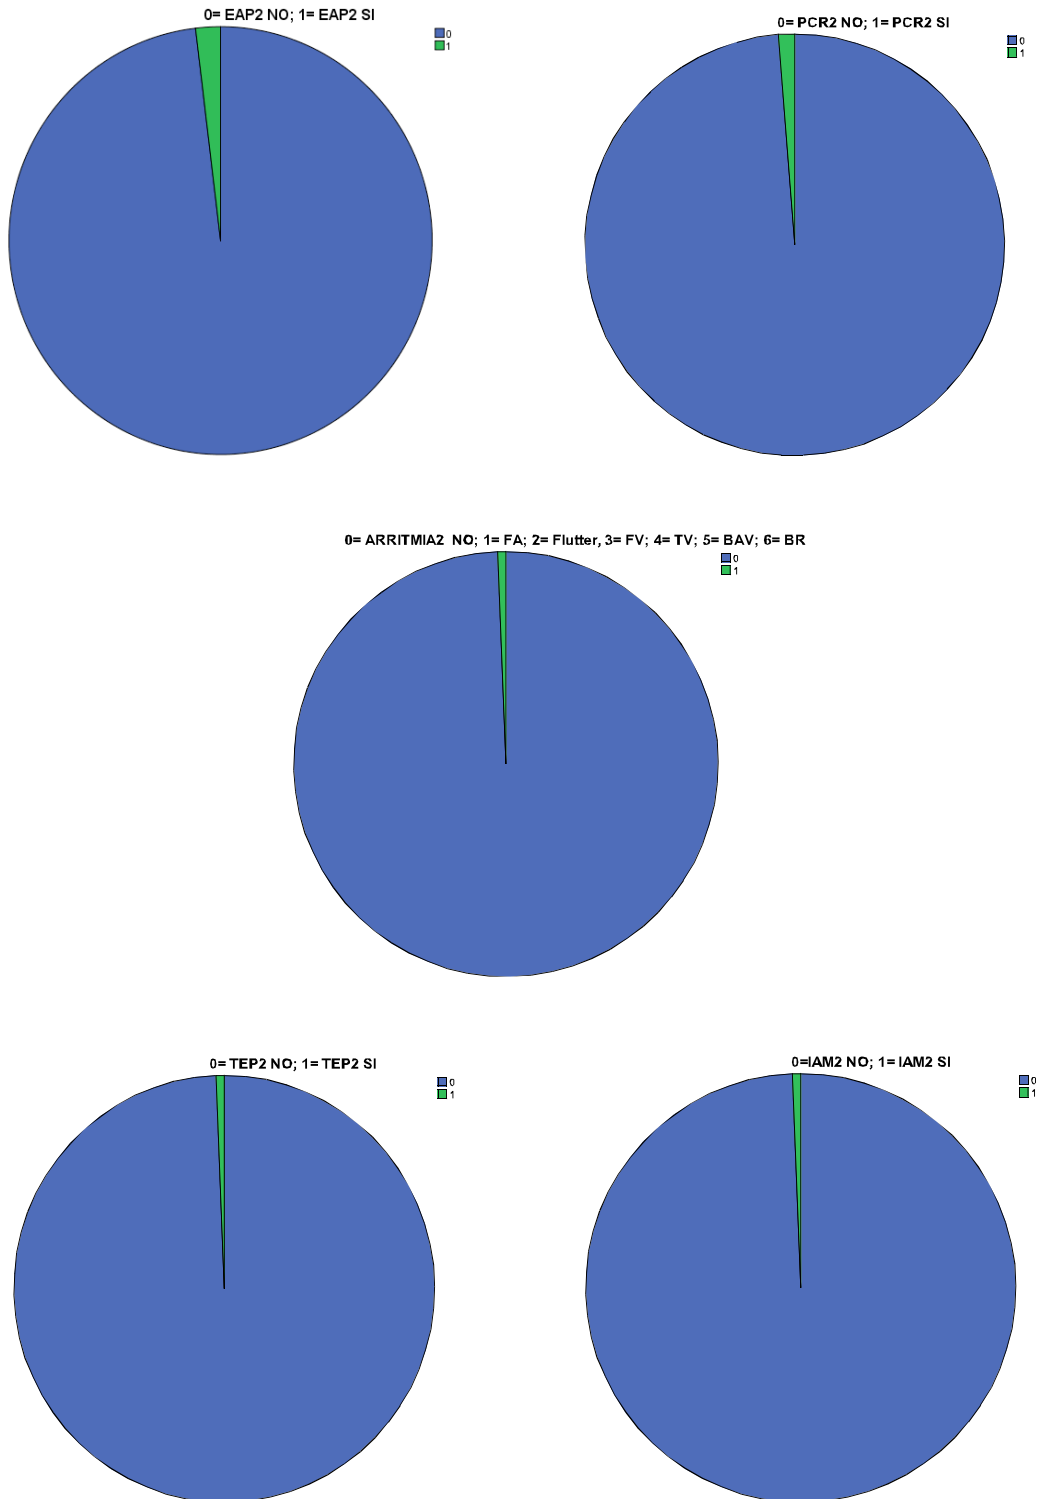 0= EAP2 NO; 1= EAP2 SI
0
1
0= PCR2 NO; 1= PCR2 SI
0
1
0= ARRITMIA2 NO; 1= FA; 2= Flutter, 3= FV; 4= TV; 5= BAV; 6= BR
0
1
0= TEP2 NO; 1= TEP2 SI
0
1
0=IAM2 NO; 1= IAM2 SI
0
1